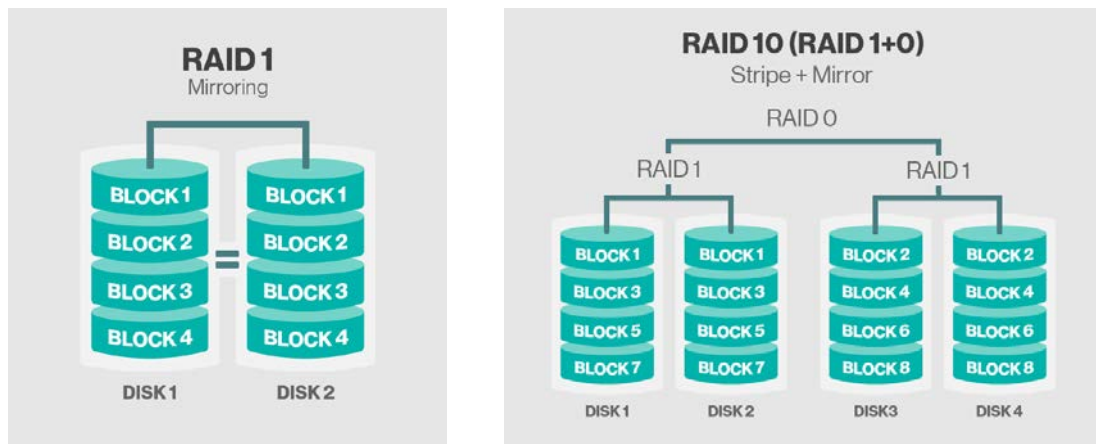 RAID 1
Mirroring
BLOCK 1 BLOCK 1
BLOCK 2 BLOCK 2
=
BLOCK 3 BLOCK 3
BLOCK 4 BLOCK 4
DISK 1 DISK 2
RAID 10 (RAID 1+0)
Stripe + Mirror
RAID 0
RAID 1 RAID 1
BLOCK 1 BLOCK 1 BLOCK 2 BLOCK 2
BLOCK 3 BLOCK 3 BLOCK 4 BLOCK 4
BLOCK 5 BLOCK 5 BLOCK 6 BLOCK 6
BLOCK 7 BLOCK 7 BLOCK 8 BLOCK 8
DISK 1 DISK 2 DISK3 DISK 4